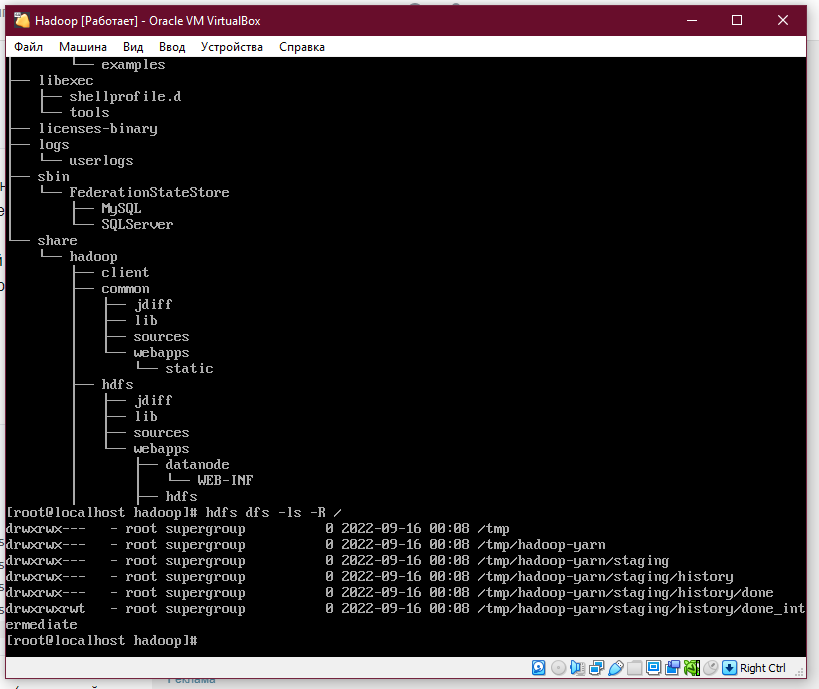 Hadoop [Работает] - Oracle VM VirtualBox
Файл Машина Вид Ввод Устройства Справка
│   └── examples
├── libexec
│   ├── shellprofile.d
│   └── tools
├── licenses-binary
├── logs
│   └── userlogs
├── sbin
│   └── FederationStateStore
│       ├── MySQL
│       └── SQLServer
└── share
    └── hadoop
        ├── client
        ├── common
        │   ├── jdiff
        │   ├── lib
        │   ├── sources
        │   └── webapps
        │       └── static
        ├── hdfs
        │   ├── jdiff
        │   ├── lib
        │   ├── sources
        │   └── webapps
        │       ├── datanode
        │       │   └── WEB-INF
        │       ├── hdfs
[root@localhost hadoop]# hdfs dfs -ls -R /
drwxrwx---   - root supergroup          0 2022-09-16 00:08 /tmp
drwxrwx---   - root supergroup          0 2022-09-16 00:08 /tmp/hadoop-yarn
drwxrwx---   - root supergroup          0 2022-09-16 00:08 /tmp/hadoop-yarn/staging
drwxrwx---   - root supergroup          0 2022-09-16 00:08 /tmp/hadoop-yarn/staging/history
drwxrwx---   - root supergroup          0 2022-09-16 00:08 /tmp/hadoop-yarn/staging/history/done
drwxrwxrwt   - root supergroup          0 2022-09-16 00:08 /tmp/hadoop-yarn/staging/history/done_int
ermediate
[root@localhost hadoop]#
Right Ctrl
Реклама